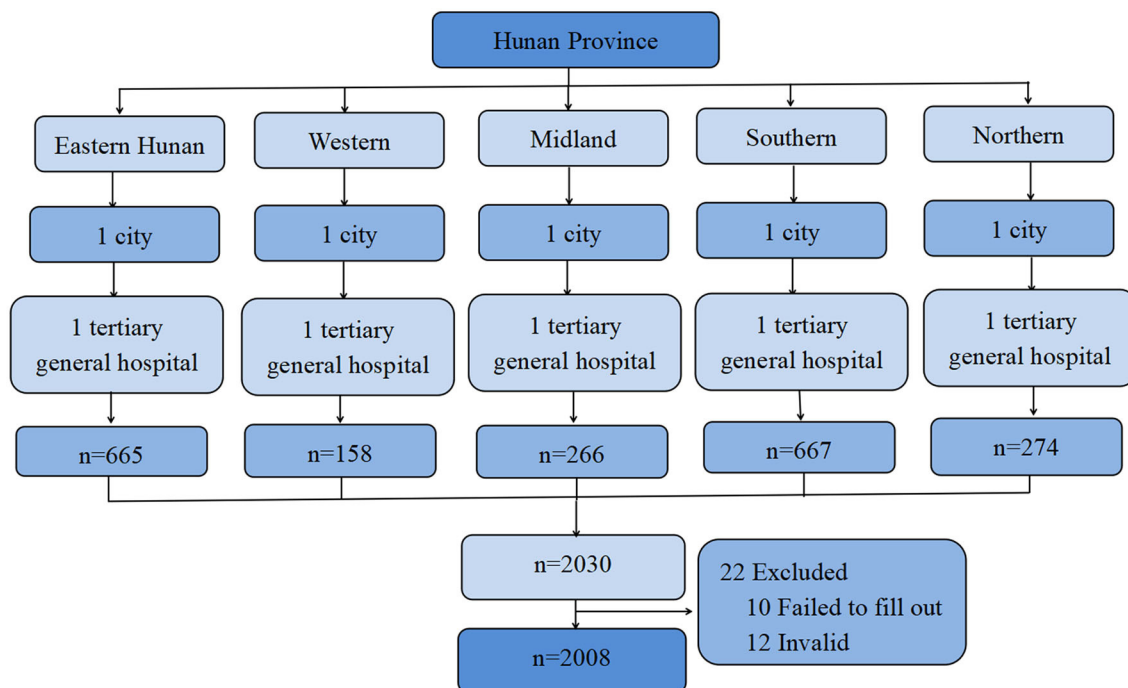 Hunan Province
Eastern Hunan
Western
Midland
Southern
Northern
1 city
1 city
1 city
1 city
1 city
1 tertiary
general hospital
1 tertiary
general hospital
1 tertiary
general hospital
1 tertiary
general hospital
1 tertiary
general hospital
n=665
n=158
n=266
n=667
n=274
n=2030
22 Excluded
10 Failed to fill out
12 Invalid
n=2008